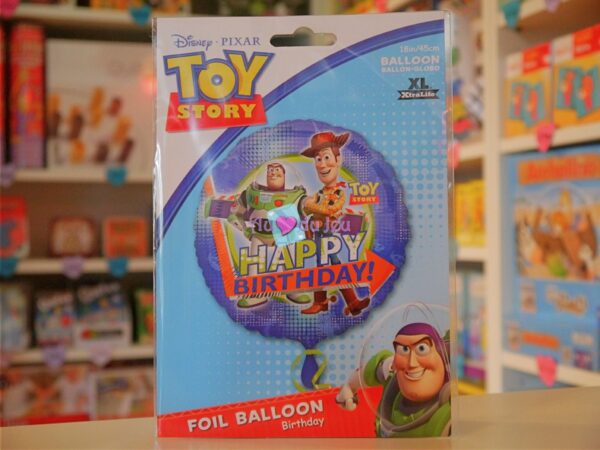 Disney · PIXAR
TOY
STORY
18in/45cm
BALLOON
BALLON·GLOBO
XL
XtraLife
TOY
STORY
HAPPY
BIRTHDAY!
FOIL BALLOON
Birthday